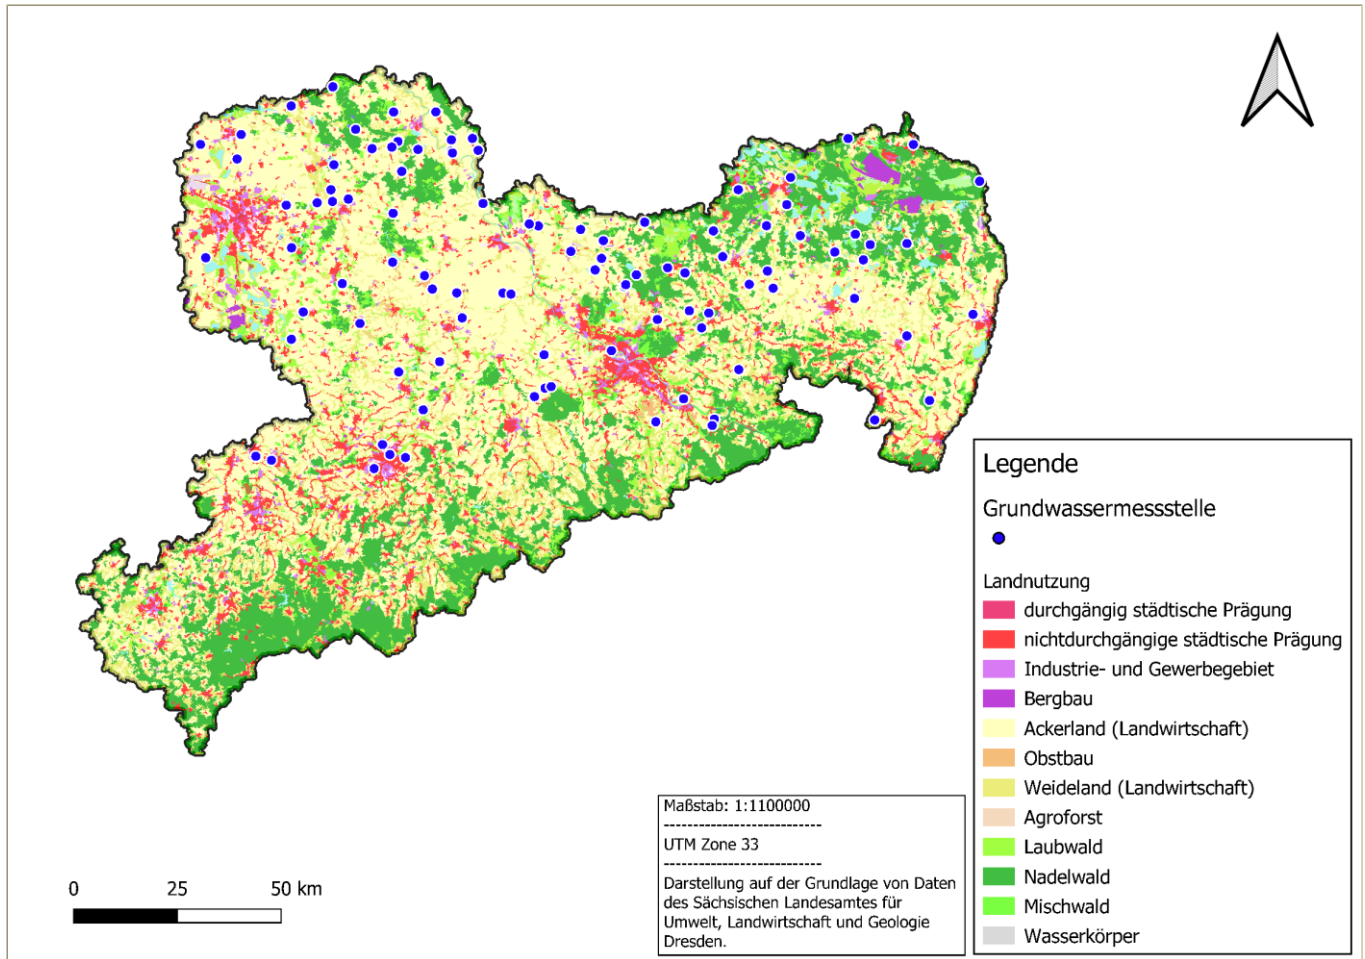 Legende
Grundwassermessstelle
Landnutzung
durchgängig städtische Prägung
nichtdurchgängige städtische Prägung
Industrie- und Gewerbegebiet
Bergbau
Ackerland (Landwirtschaft)
Obstbau
Weideland (Landwirtschaft)
Agroforst
Laubwald
Nadelwald
Mischwald
Wasserkörper
Maßstab: 1:1100000
---------------------------
UTM Zone 33
---------------------------
Darstellung auf der Grundlage von Daten
des Sächsischen Landesamtes für
Umwelt, Landwirtschaft und Geologie
Dresden.
0 25 50 km